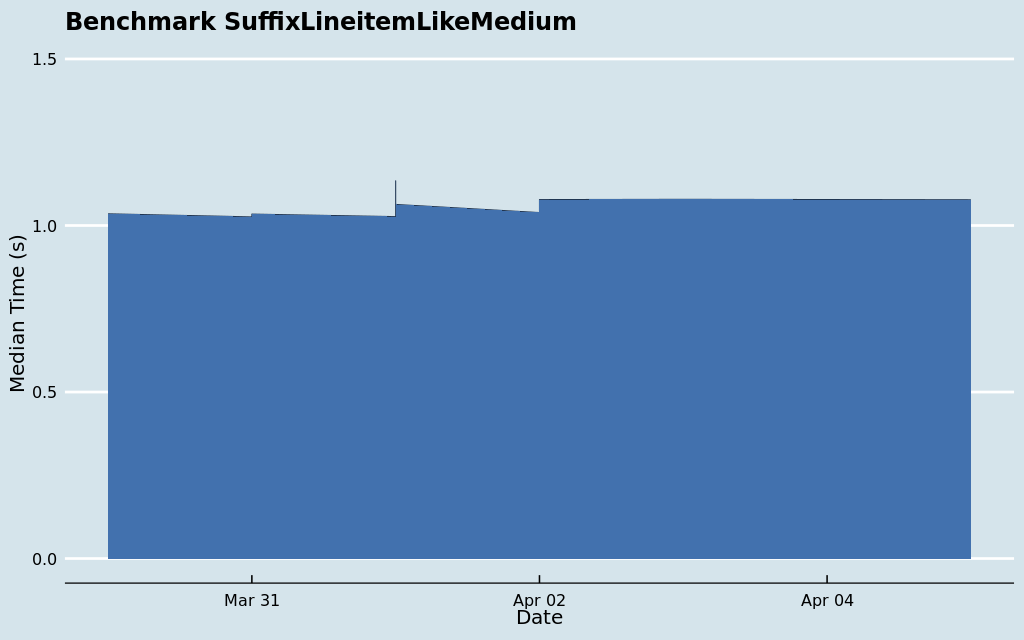 Benchmark SuffixLineitemLikeMedium
1.5
1.0
0.5
0.0
Median Time (s)
Mar 31
Apr 02
Apr 04
Date